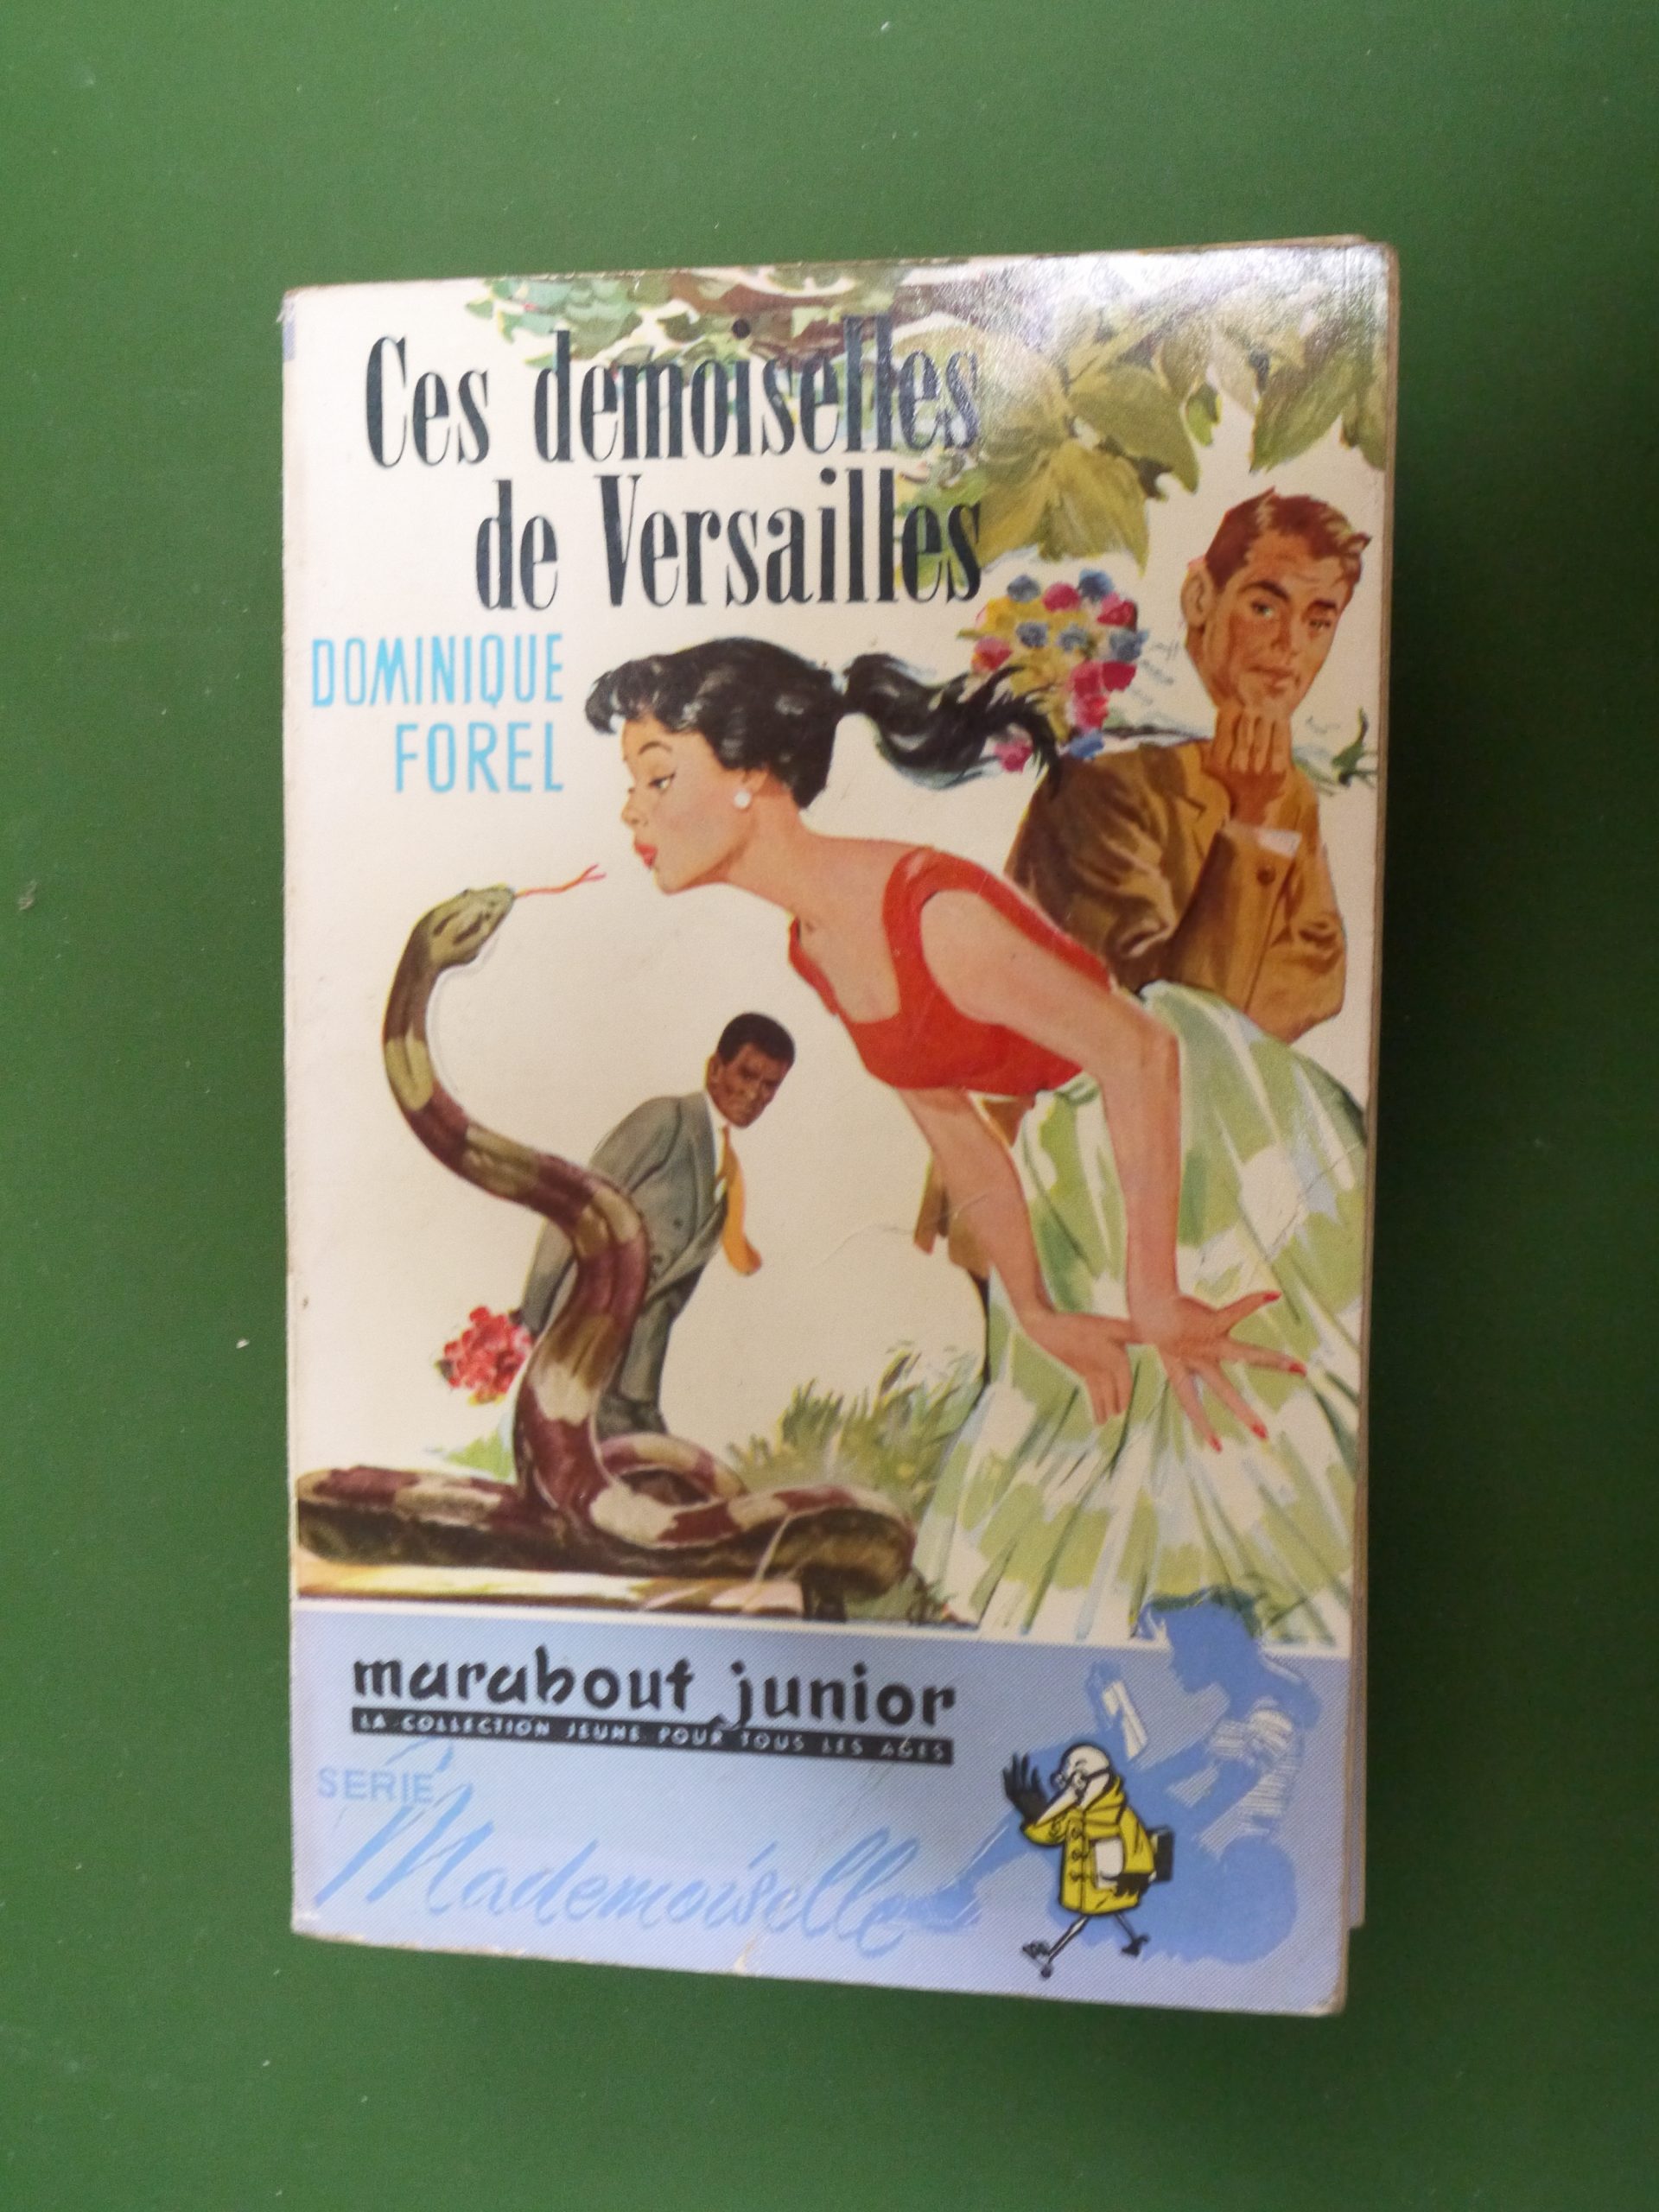 Ces demoiselles
de Versailles
DOMINIQUE
FOREL
marabout junior
LA COLLECTION JEUNE POUR TOUS LES AGES
SERIE
Mademoiselle